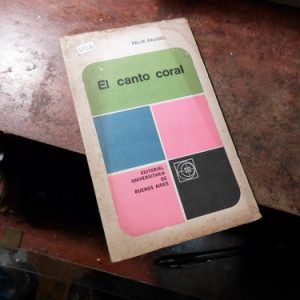 FELIX RAUGEL
El canto coral
EDITORIAL
UNIVERSITARIA
DE
BUENOS AIRES